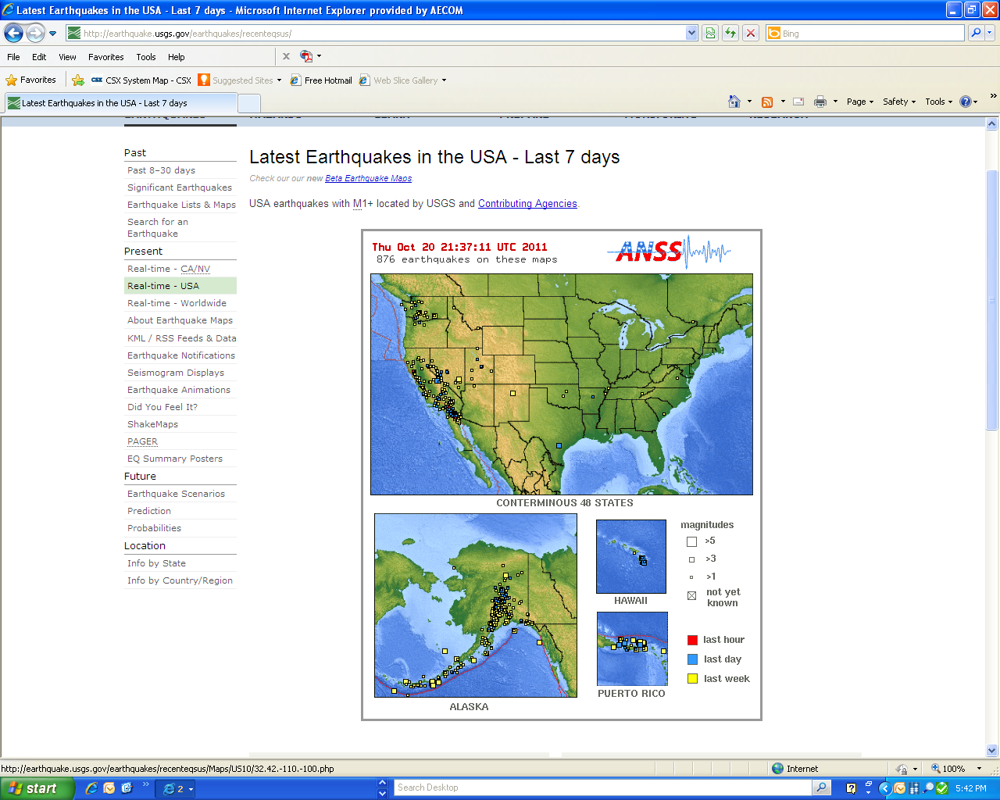 Latest Earthquakes in the USA - Last 7 days - Microsoft Internet Explorer provided by AECOM
http://earthquake.usgs.gov/earthquakes/recenteqsus/
Bing
File Edit View Favorites Tools Help
Favorites CSX CSX System Map - CSX Suggested Sites Free Hotmail Web Slice Gallery
Latest Earthquakes in the USA - Last 7 days
Page Safety Tools
Past
Past 8–30 days
Significant Earthquakes
Earthquake Lists & Maps
Search for an
Earthquake
Present
Real-time - CA/NV
Real-time - USA
Real-time - Worldwide
About Earthquake Maps
KML / RSS Feeds & Data
Earthquake Notifications
Seismogram Displays
Earthquake Animations
Did You Feel It?
ShakeMaps
PAGER
EQ Summary Posters
Future
Earthquake Scenarios
Prediction
Probabilities
Location
Info by State
Info by Country/Region
Latest Earthquakes in the USA - Last 7 days
Check our our new Beta Earthquake Maps.
USA earthquakes with M1+ located by USGS and Contributing Agencies.
Thu Oct 20 21:37:11 UTC 2011
876 earthquakes on these maps
ANSS
CONTERMINOUS 48 STATES
ALASKA
HAWAII
PUERTO RICO
magnitudes
>5
>3
>1
not yet
known
last hour
last day
last week
http://earthquake.usgs.gov/earthquakes/recenteqsus/Maps/US10/32.42.-110.-100.php
Internet
100%
start
2
Search Desktop
5:42 PM